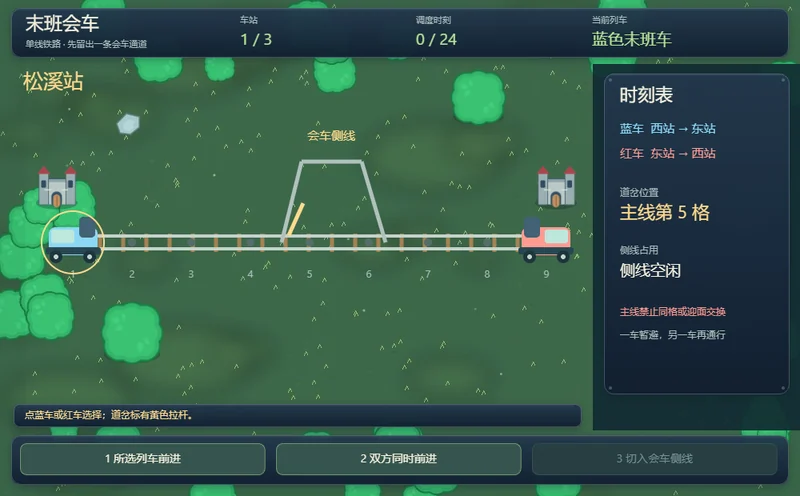 末班会车
单线铁路 · 先留出一条会车通道
车站
1 / 3
调度时刻
0 / 24
当前列车
蓝色末班车
松溪站
会车侧线
1 2 3 4 5 6 7 8 9
时刻表
蓝车 西站 → 东站
红车 东站 → 西站
道岔位置
主线第 5 格
侧线占用
侧线空闲
主线禁止同格或迎面交换
一车暂避，另一车再通行
点蓝车或红车选择；道岔标有黄色拉杆。
1 所选列车前进
2 双方同时前进
3 切入会车侧线